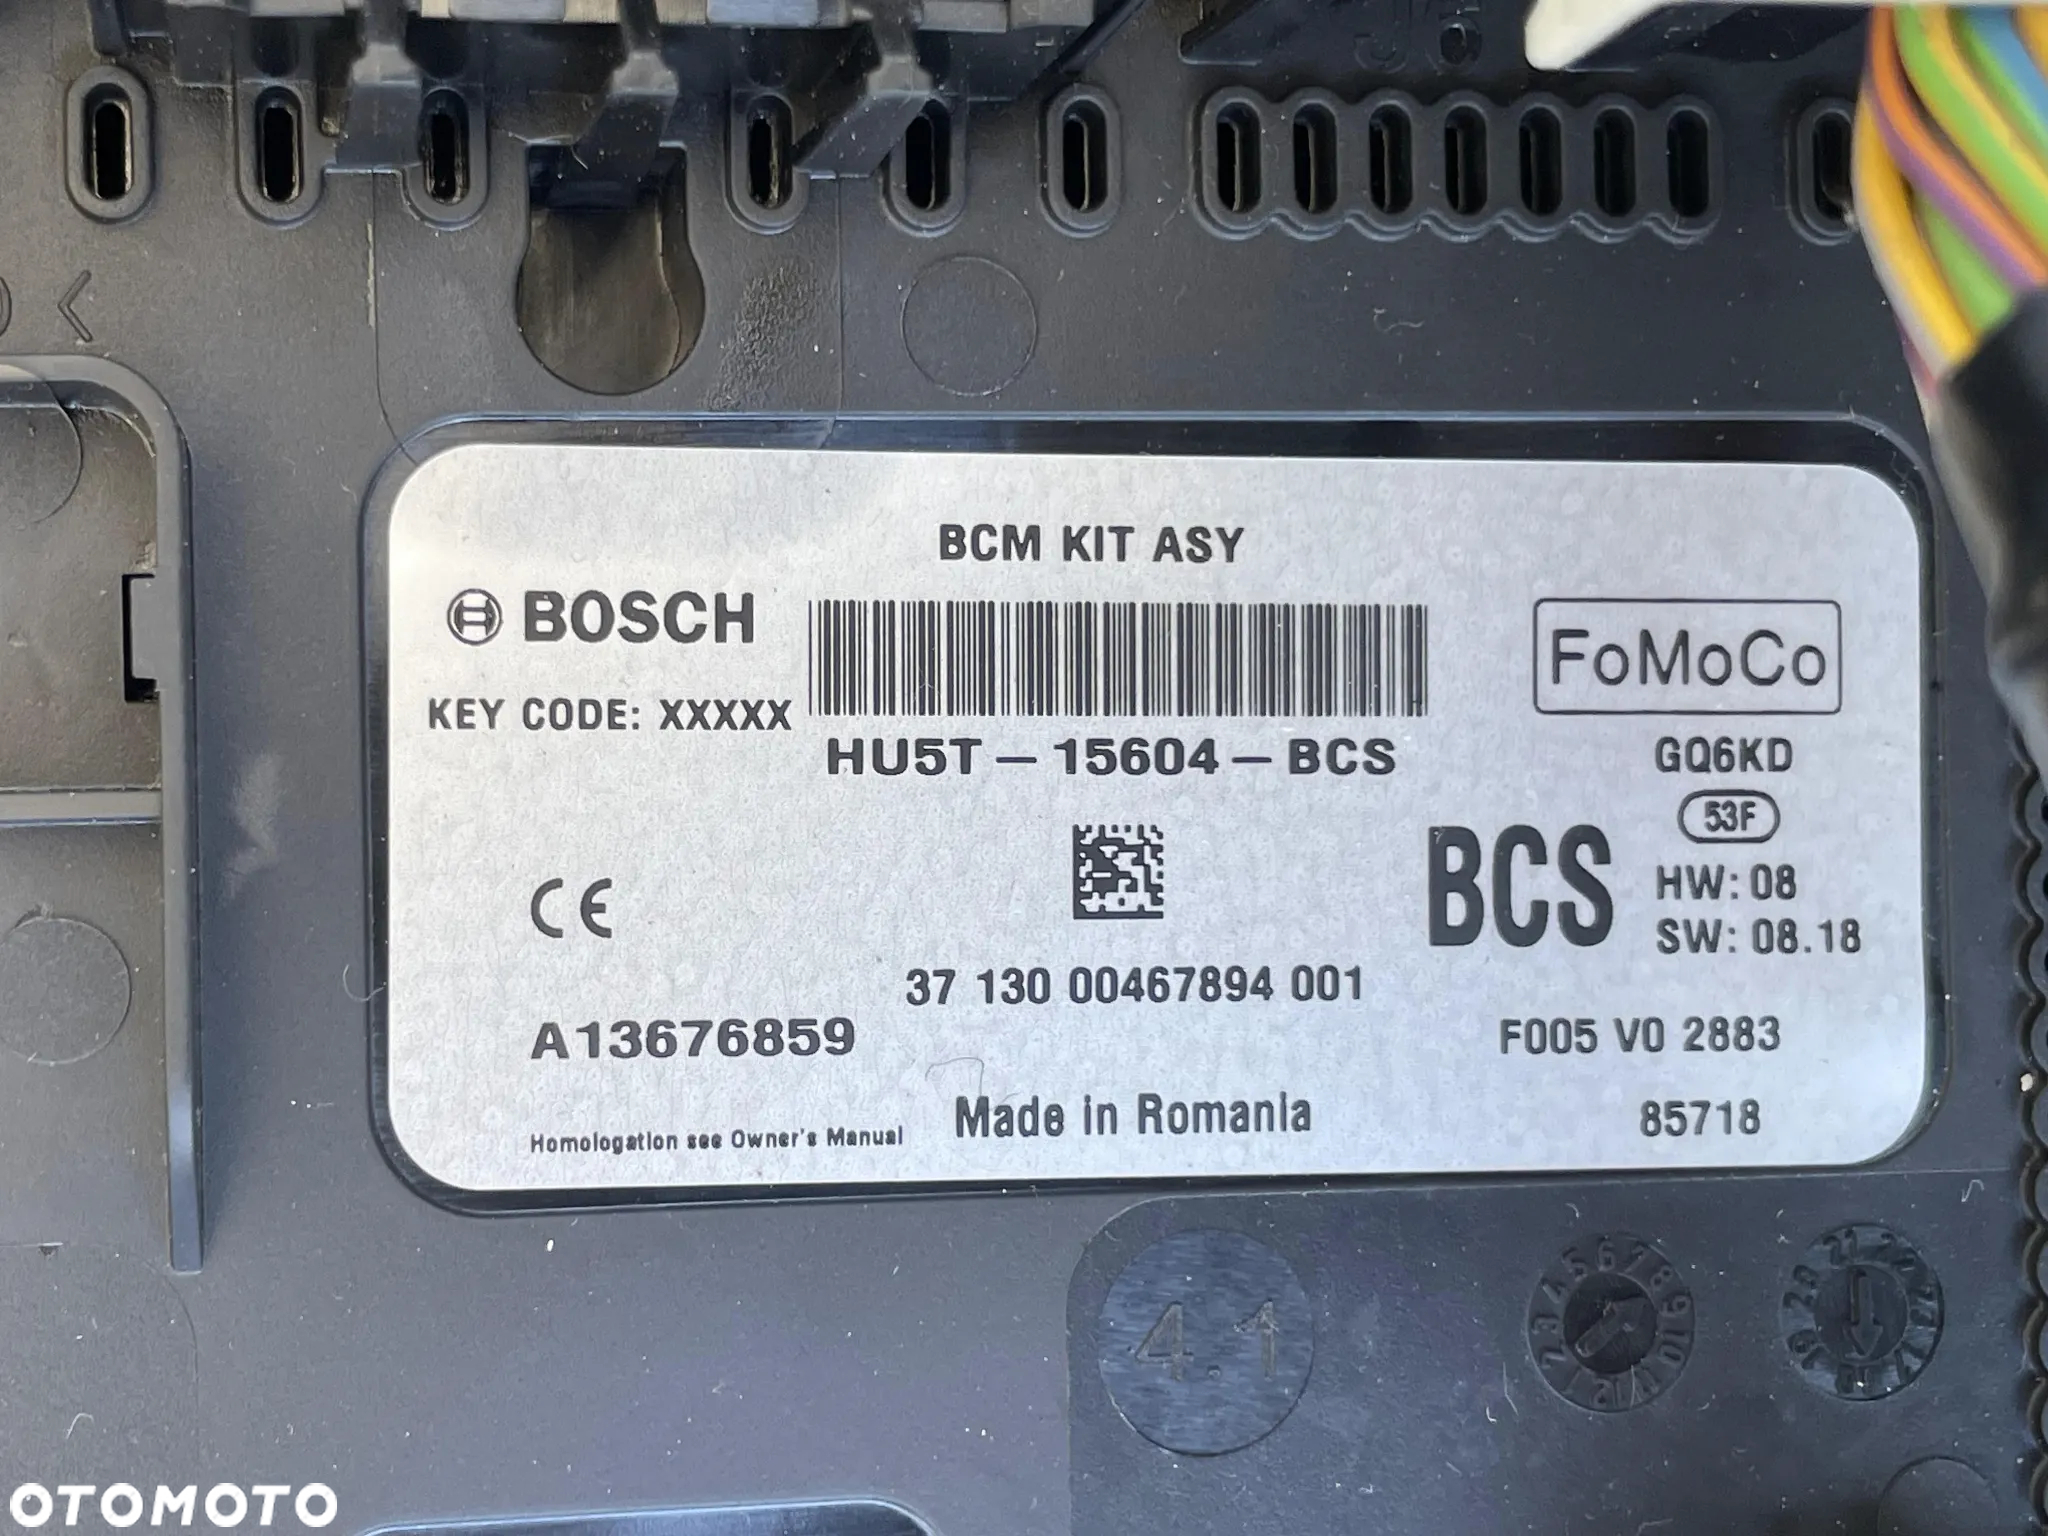 BCM KIT ASY
BOSCH
FoMoCo
KEY CODE: XXXXX
HU5T-15604-BCS
GQ6KD
53F
BCS
HW: 08
SW: 08.18
CE
37 130 00467894 001
A13676859
F005 V0 2883
Made in Romania
85718
Homologation see Owner's Manual
4.1
OTOMOTO